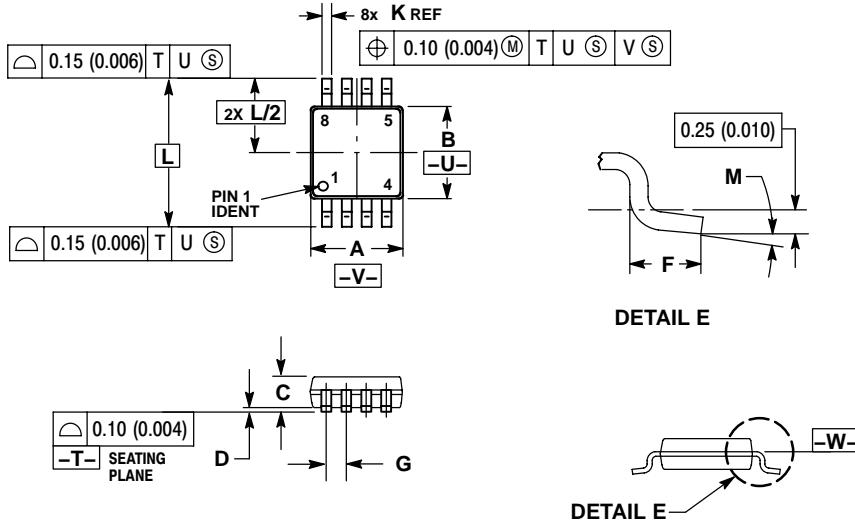 8x K REF
⌖ 0.10 (0.004) Ⓜ T U Ⓢ V Ⓢ
⌓ 0.15 (0.006) T U Ⓢ
2X L/2
8 5
B
–U–
L
1
4
PIN 1
IDENT
⌓ 0.15 (0.006) T U Ⓢ
A
–V–
0.25 (0.010)
M
F
DETAIL E
C
⌓ 0.10 (0.004)
–T– SEATING
PLANE
D
G
–W–
DETAIL E